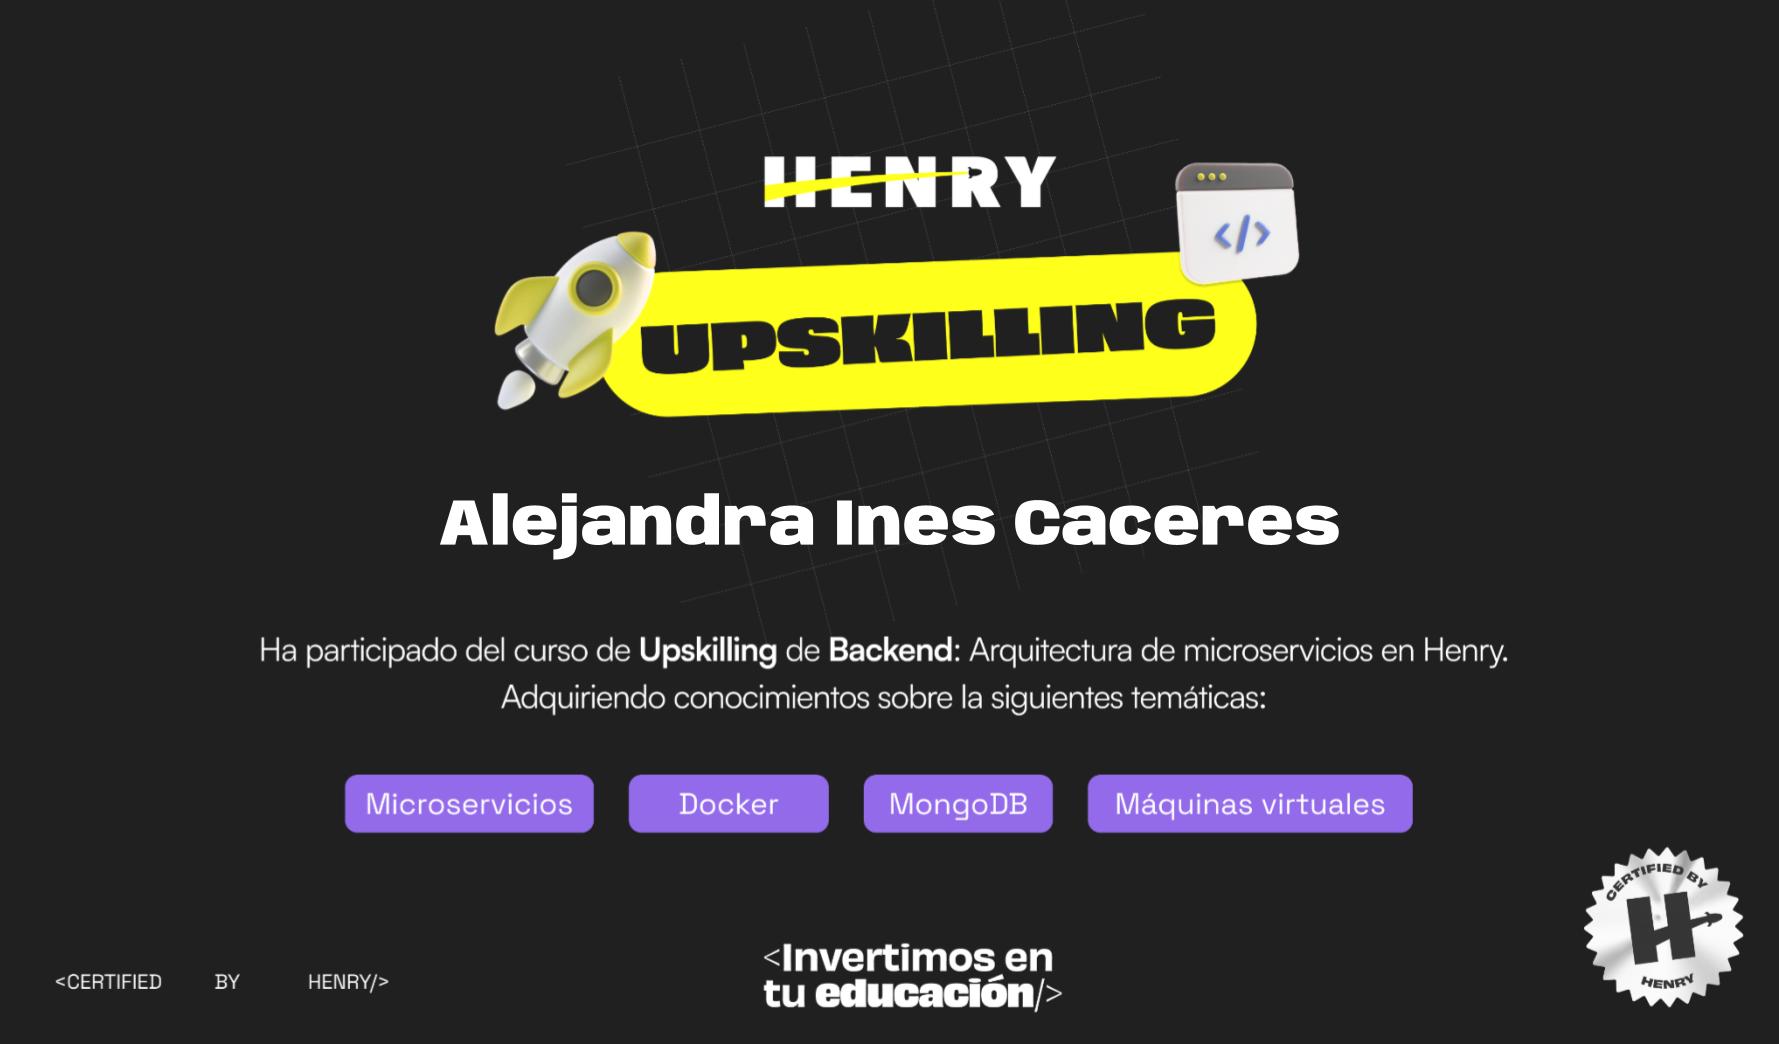 HENRY
UPSKILLING
</>
Alejandra Ines Caceres
Ha participado del curso de Upskilling de Backend: Arquitectura de microservicios en Henry.
Adquiriendo conocimientos sobre la siguientes temáticas:
Microservicios Docker MongoDB Máquinas virtuales
<CERTIFIED BY HENRY/>
<Invertimos en
tu educación/>
CERTIFIED BY
H
HENRY